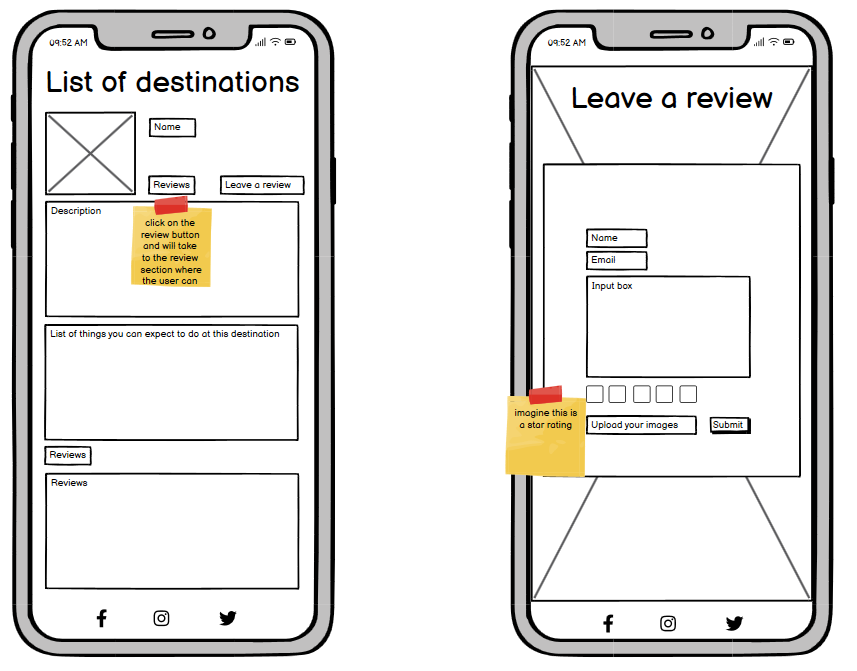 09:52 AM
List of destinations
Name
Reviews
Leave a review
Description
click on the
review button
and will take
to the review
section where
the user can
List of things you can expect to do at this destination
Reviews
Reviews
09:52 AM
Leave a review
Name
Email
Input box
imagine this is
a star rating
Upload your images
Submit